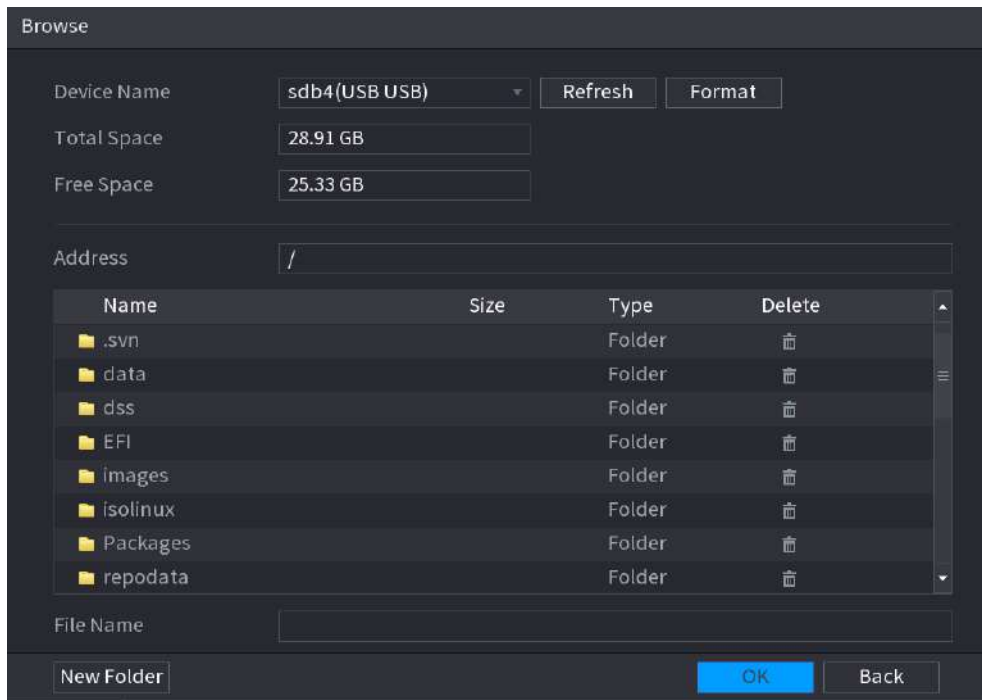 Browse
Device Name sdb4(USB USB) Refresh Format
Total Space 28.91 GB
Free Space 25.33 GB
Address /
Name Size Type Delete
.svn Folder
data Folder
dss Folder
EFI Folder
images Folder
isolinux Folder
Packages Folder
repodata Folder
File Name
New Folder OK Back